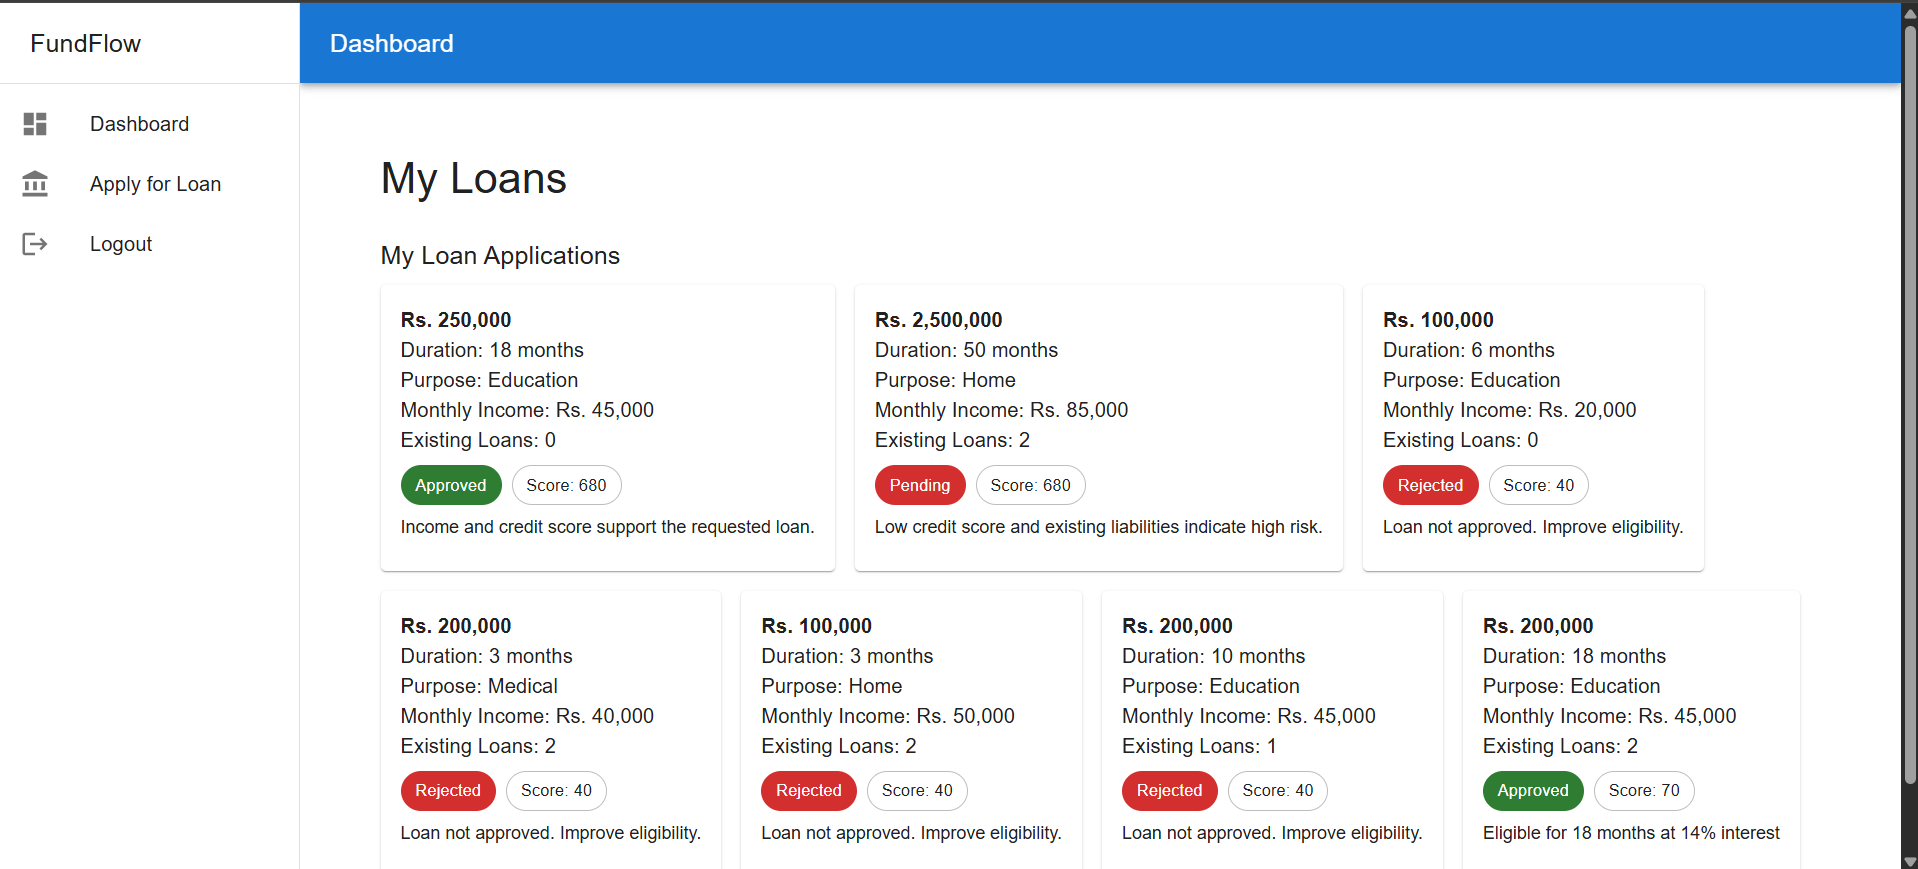 FundFlow
Dashboard
Dashboard
Apply for Loan
Logout
My Loans
My Loan Applications
Rs. 250,000
Duration: 18 months
Purpose: Education
Monthly Income: Rs. 45,000
Existing Loans: 0
Approved Score: 680
Income and credit score support the requested loan.
Rs. 2,500,000
Duration: 50 months
Purpose: Home
Monthly Income: Rs. 85,000
Existing Loans: 2
Pending Score: 680
Low credit score and existing liabilities indicate high risk.
Rs. 100,000
Duration: 6 months
Purpose: Education
Monthly Income: Rs. 20,000
Existing Loans: 0
Rejected Score: 40
Loan not approved. Improve eligibility.
Rs. 200,000
Duration: 3 months
Purpose: Medical
Monthly Income: Rs. 40,000
Existing Loans: 2
Rejected Score: 40
Loan not approved. Improve eligibility.
Rs. 100,000
Duration: 3 months
Purpose: Home
Monthly Income: Rs. 50,000
Existing Loans: 2
Rejected Score: 40
Loan not approved. Improve eligibility.
Rs. 200,000
Duration: 10 months
Purpose: Education
Monthly Income: Rs. 45,000
Existing Loans: 1
Rejected Score: 40
Loan not approved. Improve eligibility.
Rs. 200,000
Duration: 18 months
Purpose: Education
Monthly Income: Rs. 45,000
Existing Loans: 2
Approved Score: 70
Eligible for 18 months at 14% interest